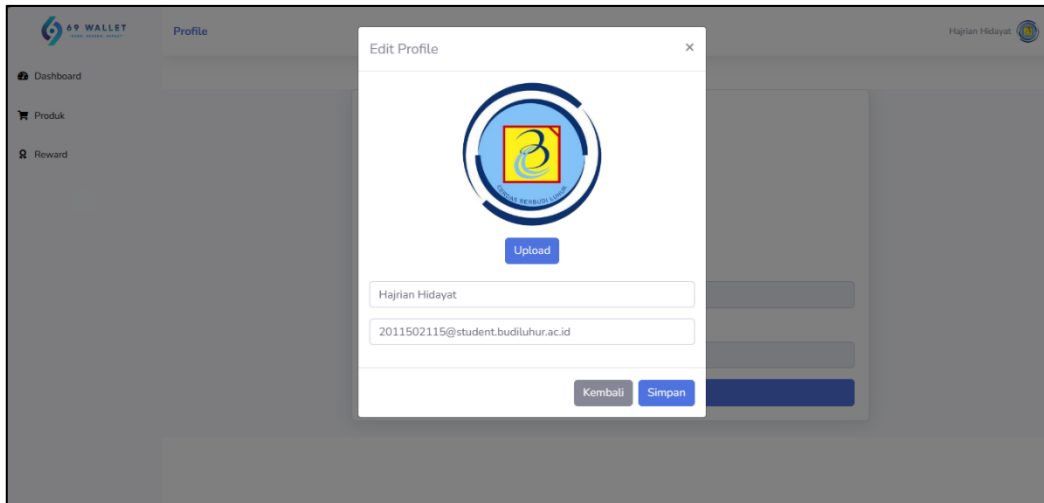 69 WALLET
Profile
Hajrian Hidayat
Dashboard
Produk
Reward
Edit Profile
×
CERDAS BERBUDI LUHUR
Upload
Hajrian Hidayat
2011502115@student.budiluhur.ac.id
Kembali
Simpan